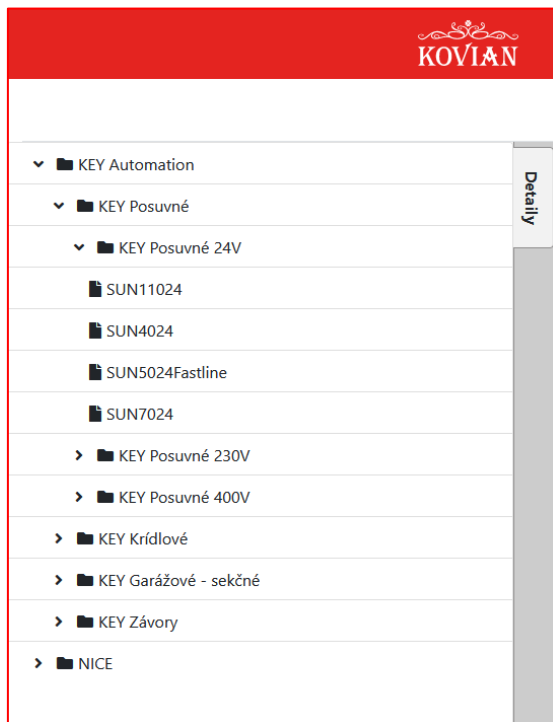 KOVIAN
KEY Automation
Detaily
KEY Posuvné
KEY Posuvné 24V
SUN11024
SUN4024
SUN5024Fastline
SUN7024
KEY Posuvné 230V
KEY Posuvné 400V
KEY Krídlové
KEY Garážové - sekčné
KEY Závory
NICE